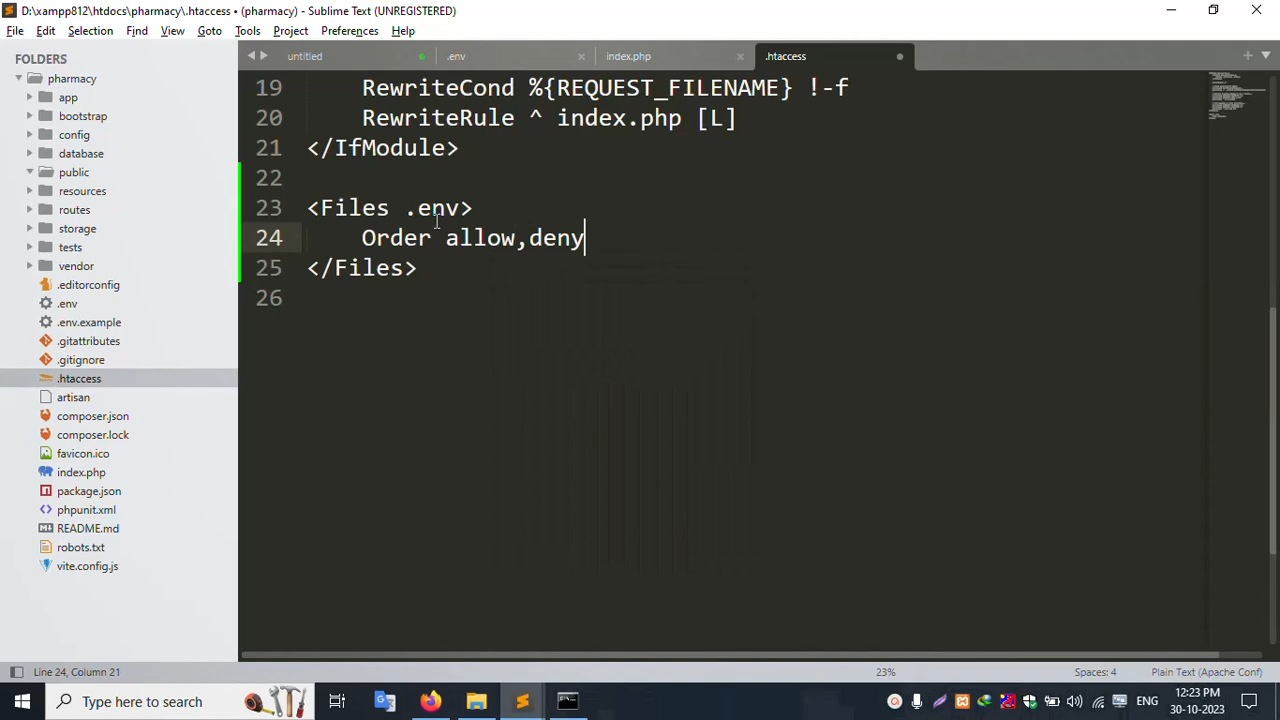 D:\xampp812\htdocs\pharmacy\.htaccess • (pharmacy) - Sublime Text (UNREGISTERED)
File Edit Selection Find View Goto Tools Project Preferences Help
FOLDERS
pharmacy
app
bootstrap
config
database
public
resources
routes
storage
tests
vendor
.editorconfig
.env
.env.example
.gitattributes
.gitignore
.htaccess
artisan
composer.json
composer.lock
favicon.ico
index.php
package.json
phpunit.xml
README.md
robots.txt
vite.config.js
untitled .env index.php .htaccess
19 RewriteCond %{REQUEST_FILENAME} !-f
20 RewriteRule ^ index.php [L]
21 </IfModule>
22
23 <Files .env>
24 Order allow,deny
25 </Files>
26
Line 24, Column 21 23% Spaces: 4 Plain Text (Apache Conf)
Type here to search
ENG
12:23 PM
30-10-2023